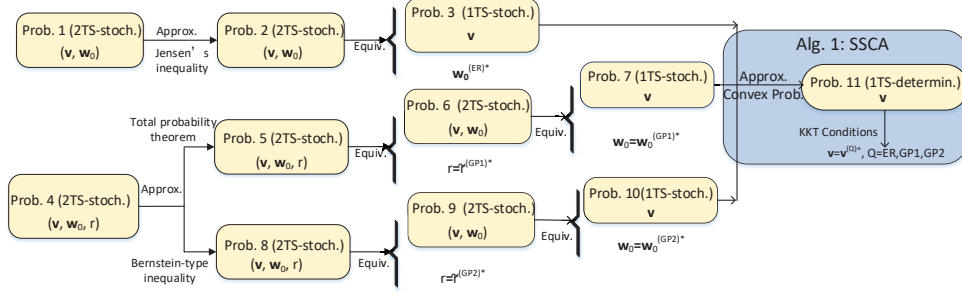 Prob. 1 (2TS-stoch.)
(v, w₀)
Approx.
Jensen's
inequality
Prob. 2 (2TS-stoch.)
(v, w₀)
Equiv.
Prob. 3 (1TS-stoch.)
v
w₀⁽ᴱᴿ⁾*
Alg. 1: SSCA
Approx.
Convex Prob.
Prob. 11 (1TS-determin.)
v
KKT Conditions
v=v⁽Q⁾⁺, Q=ER,GP1,GP2
Prob. 4 (2TS-stoch.)
(v, w₀, r)
Approx.
Total probability
theorem
Prob. 5 (2TS-stoch.)
(v, w₀, r)
Equiv.
Prob. 6 (2TS-stoch.)
(v, w₀)
r=r̂⁽ᴳᴾ¹⁾*
Equiv.
Prob. 7 (1TS-stoch.)
v
w₀=w₀⁽ᴳᴾ¹⁾*
Bernstein-type
inequality
Prob. 8 (2TS-stoch.)
(v, w₀, r)
Equiv.
Prob. 9 (2TS-stoch.)
(v, w₀)
r=r̂⁽ᴳᴾ²⁾*
Equiv.
Prob. 10(1TS-stoch.)
v
w₀=w₀⁽ᴳᴾ²⁾*